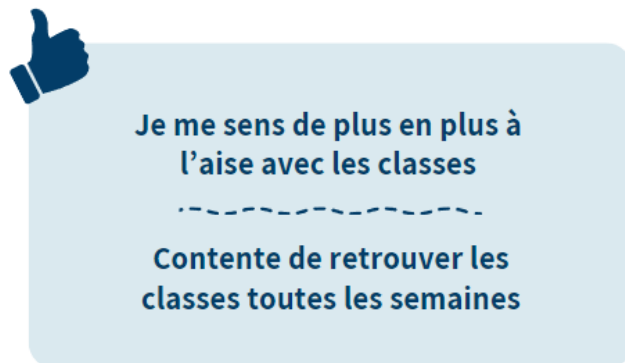 Je me sens de plus en plus à
l'aise avec les classes
Contente de retrouver les
classes toutes les semaines